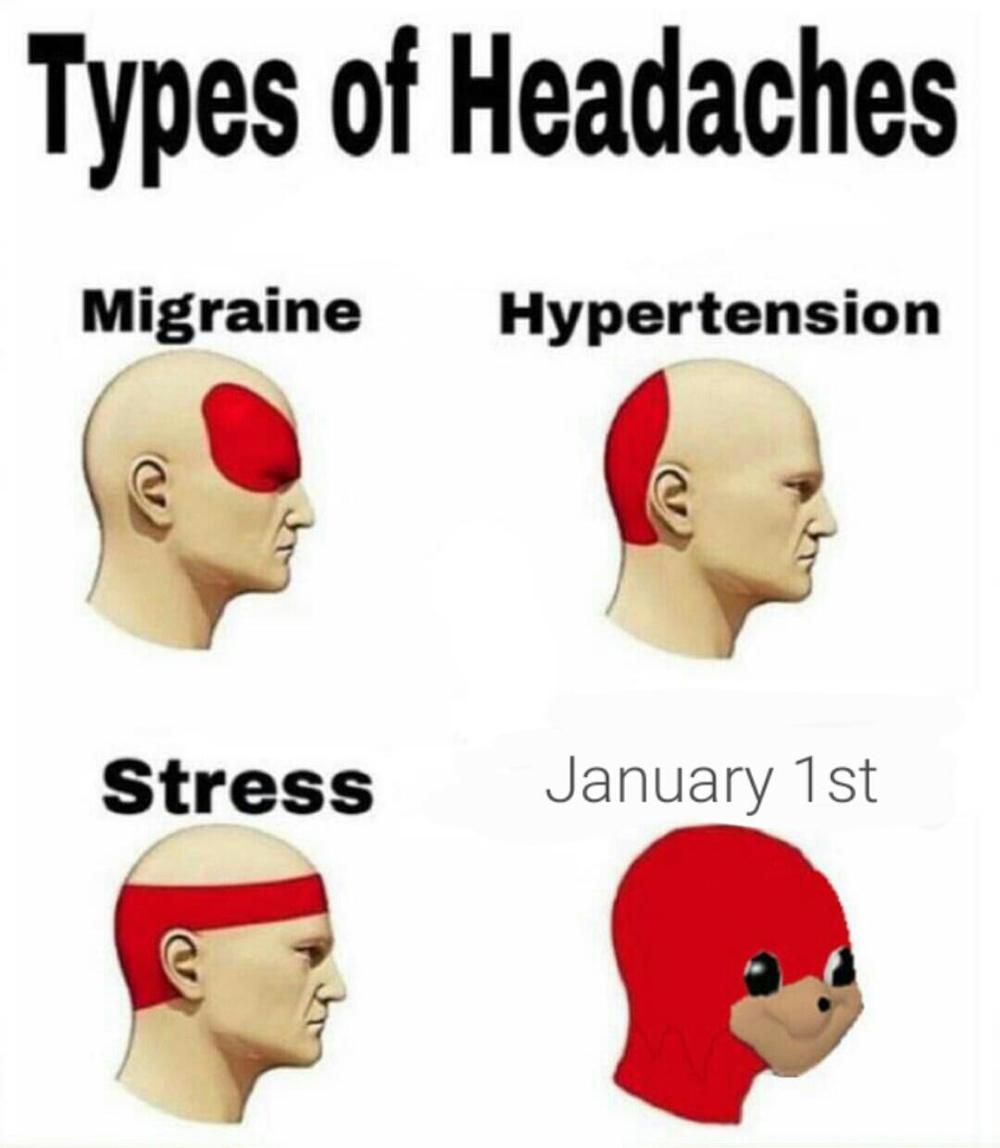 Types of Headaches
Migraine
Hypertension
Stress
January 1st